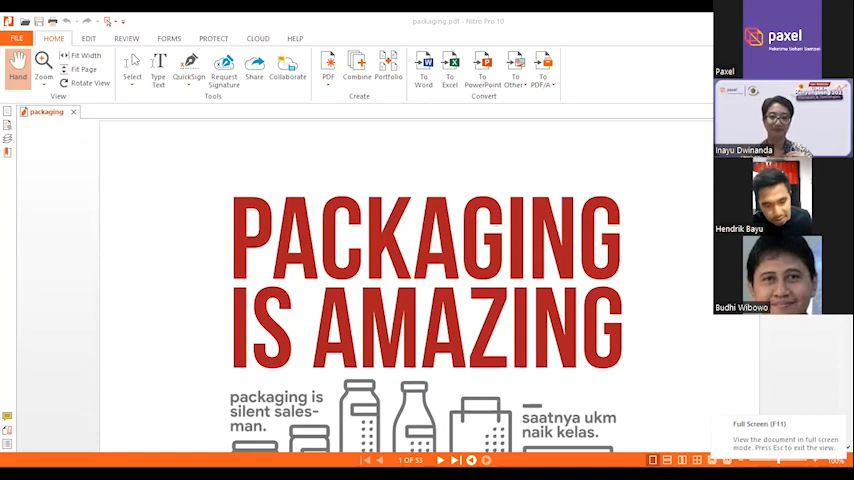 packaging.pdf - Nitro Pro 10
FILE HOME EDIT REVIEW FORMS PROTECT CLOUD HELP
Hand
Zoom
Fit Width
Fit Page
Rotate View
View
Select
Type Text
QuickSign
Request Signature
Share
Collaborate
Tools
PDF
Combine
Portfolio
Create
To Word
To Excel
To PowerPoint
To Other
To PDF/A
Convert
packaging
PACKAGING
IS AMAZING
packaging is
silent sales-
man.
saatnya ukm
naik kelas.
paxel
Paxel
paxel
Inayu Dwinanda
Hendrik Bayu
Budhi Wibowo
Full Screen (F11)
View the document in full screen
mode. Press Esc to exit the view.
1 OF 53
100%